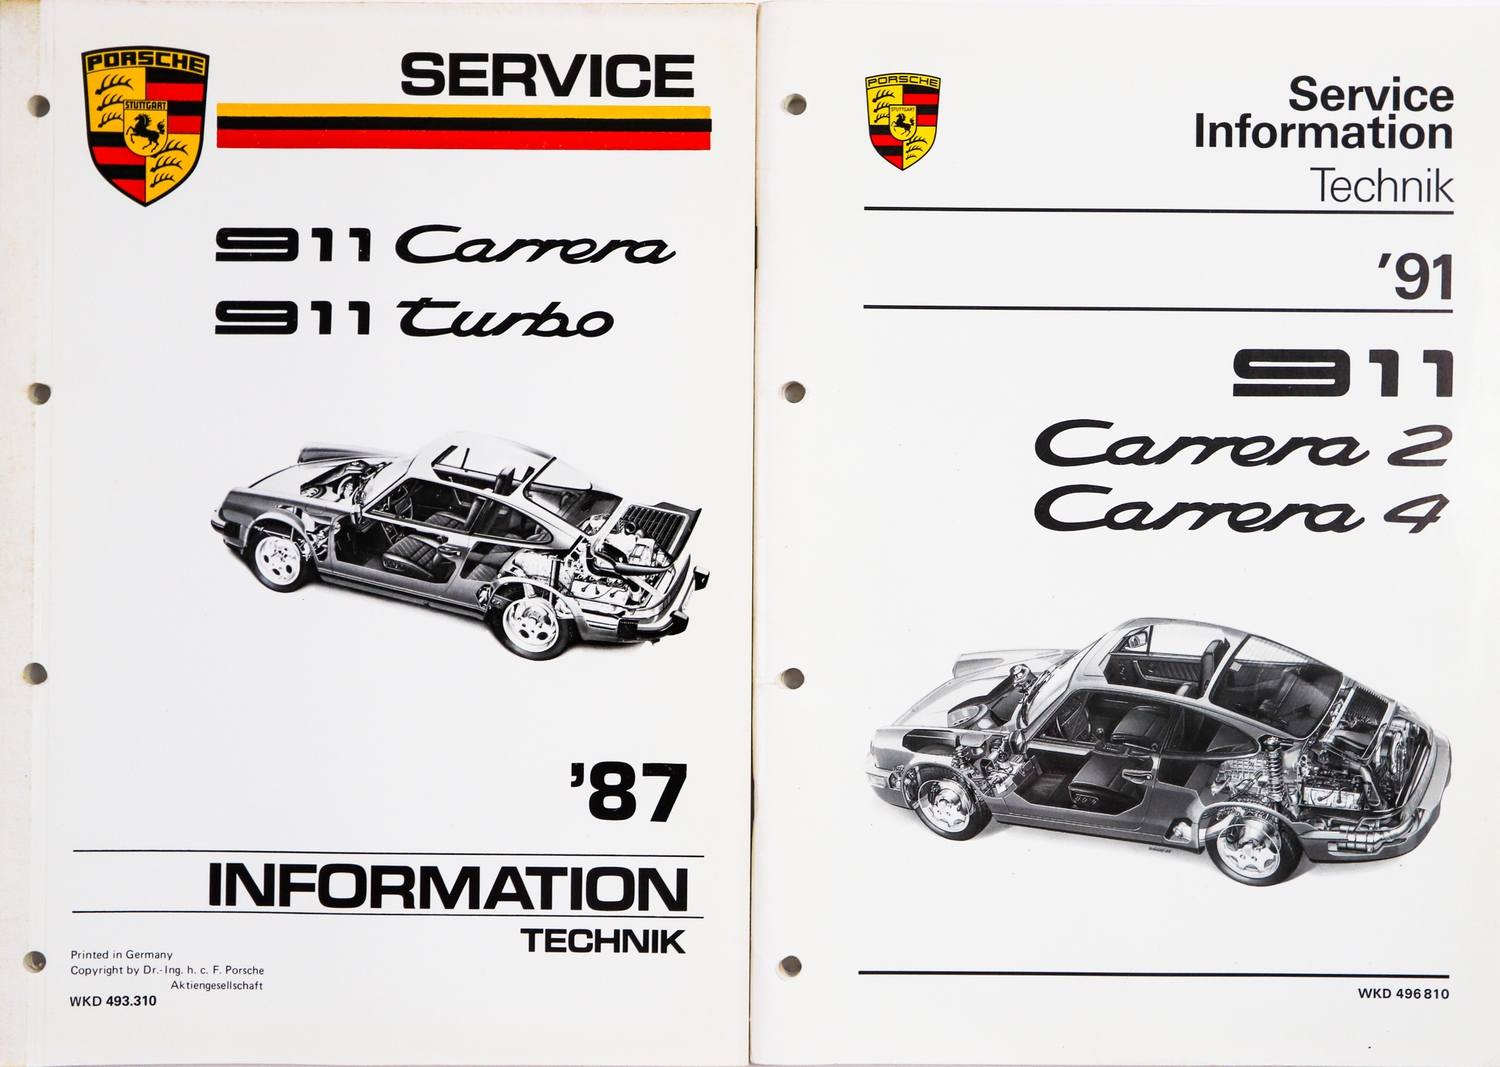 PORSCHE
STUTTGART
SERVICE
911 Carrera
911 turbo
'87
INFORMATION
TECHNIK
Printed in Germany
Copyright by Dr.-Ing. h. c. F. Porsche
Aktiengesellschaft
WKD 493.310
PORSCHE
STUTTGART
Service
Information
Technik
'91
911
Carrera 2
Carrera 4
WKD 496 810